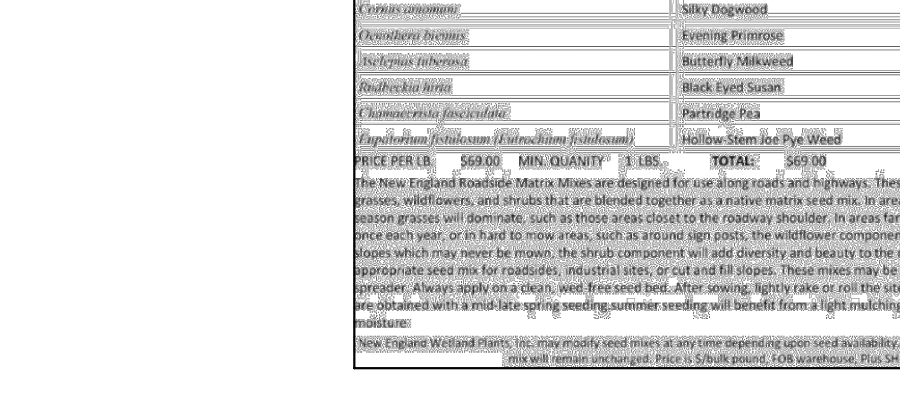 Cornus amomum Silky Dogwood
Oenothera biennis Evening Primrose
Asclepias tuberosa Butterfly Milkweed
Rudbeckia hirta Black Eyed Susan
Chamaecrista fasciculata Partridge Pea
Eupatorium fistulosum (Eutrochium fistulosum) Hollow-Stem Joe Pye Weed
PRICE PER LB. $69.00 MIN. QUANITY 1 LBS. TOTAL: $69.00
The New England Roadside Matrix Mixes are designed for use along roads and highways. Thes
grasses, wildflowers, and shrubs that are blended together as a native matrix seed mix. In area
season grasses will dominate, such as those areas closet to the roadway shoulder. In areas far
once each year, or in hard to mow areas, such as around sign posts, the wildflower componen
slopes which may never be mown, the shrub component will add diversity and beauty to the
appropriate seed mix for roadsides, industrial sites, or cut and fill slopes. These mixes may be
spreader. Always apply on a clean, wed-free seed bed. After sowing, lightly rake or roll the site
are obtained with a mid-late spring seeding.summer seeding will benefit from a light mulching
moisture.
New England Wetland Plants, Inc. may modify seed mixes at any time depending upon seed availability.
mix will remain unchanged. Price is $/bulk pound, FOB warehouse, Plus SH